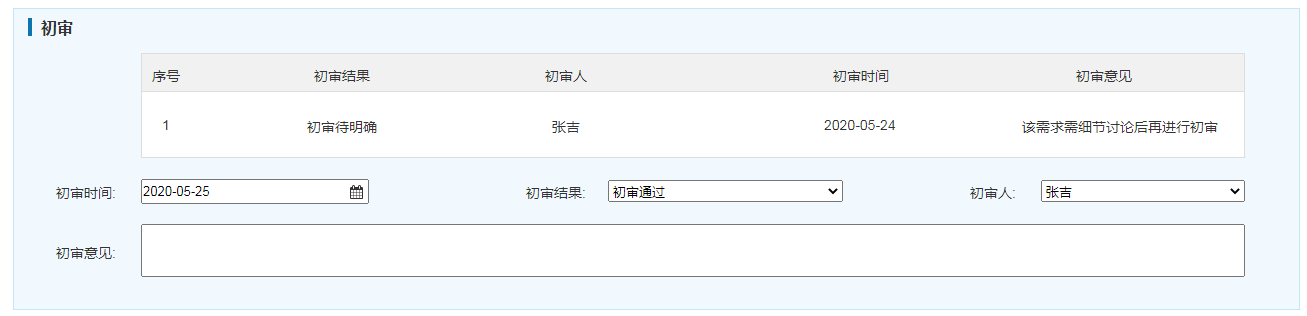 初审
序号 初审结果 初审人 初审时间 初审意见
1 初审待明确 张吉 2020-05-24 该需求需细节讨论后再进行初审
初审时间: 2020-05-25 初审结果: 初审通过 初审人: 张吉
初审意见: